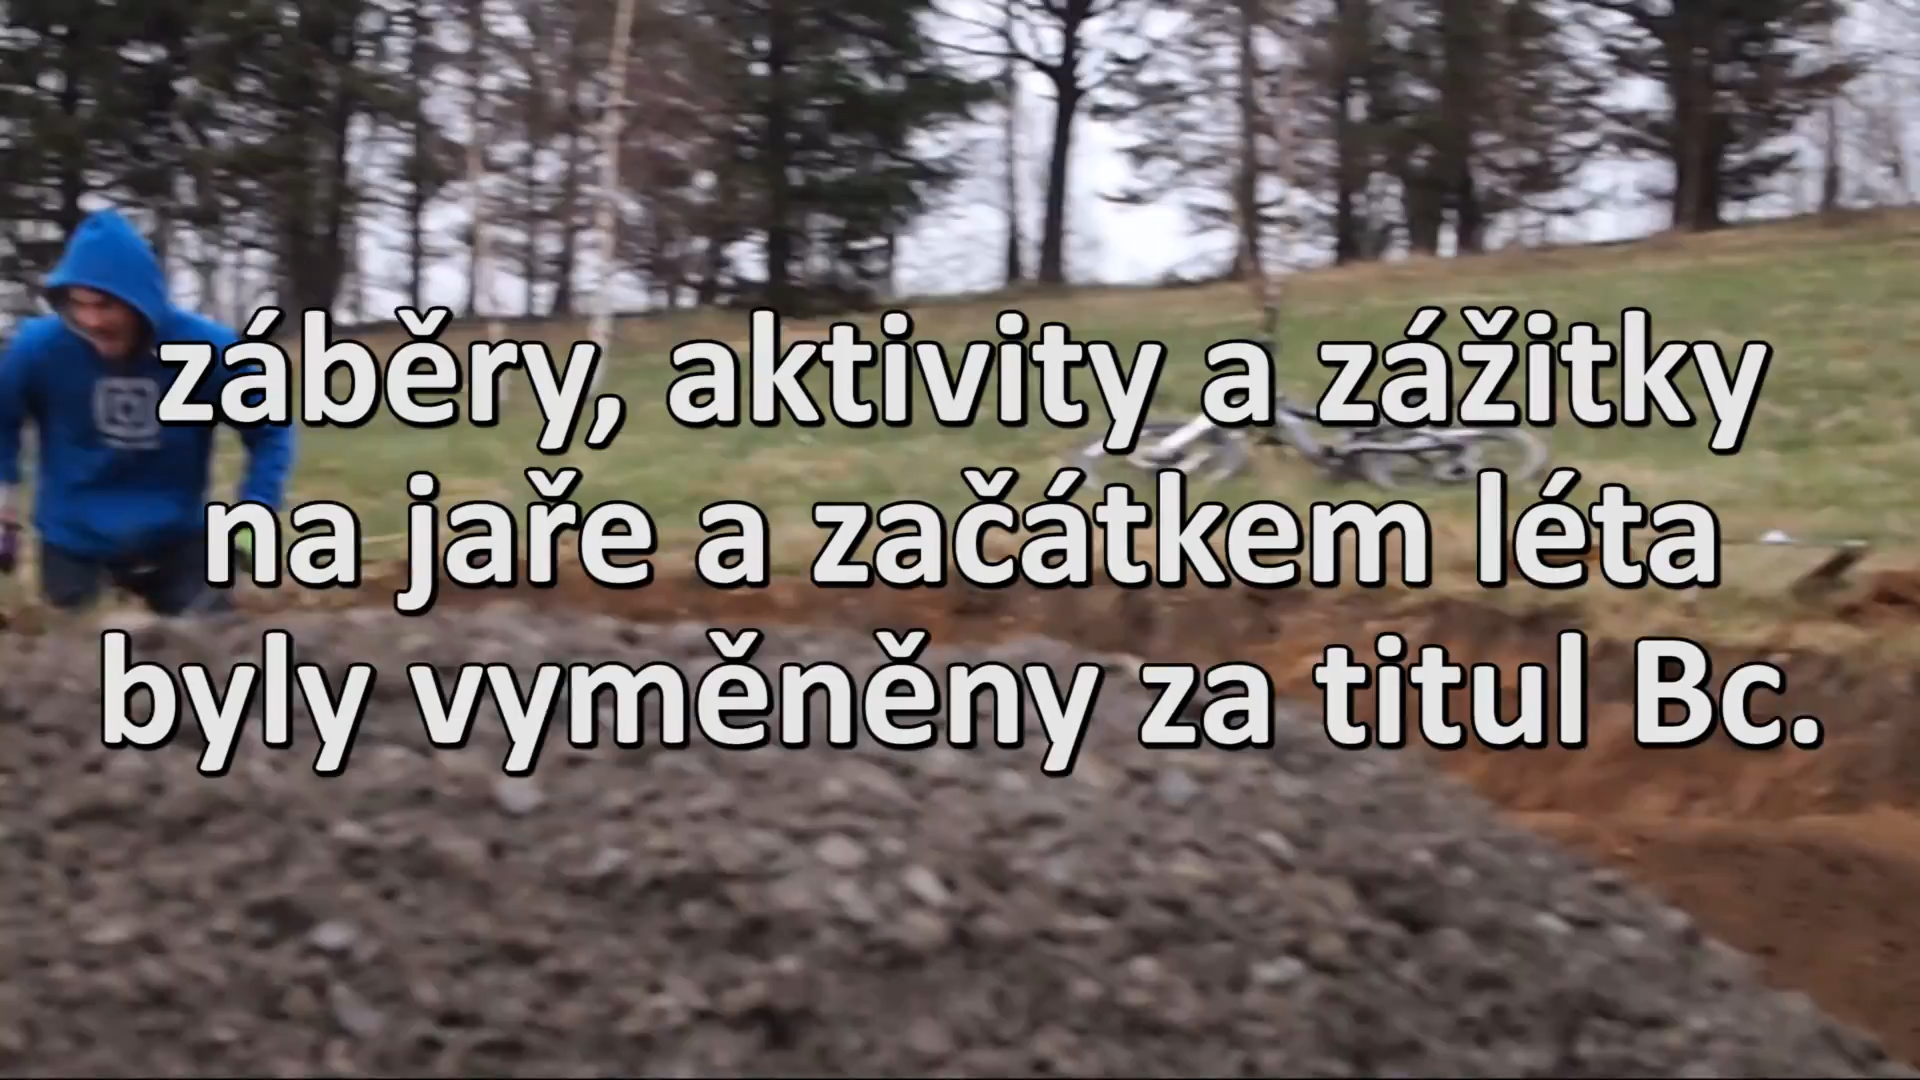 záběry, aktivity a zážitky
na jaře a začátkem léta
byly vyměněny za titul Bc.